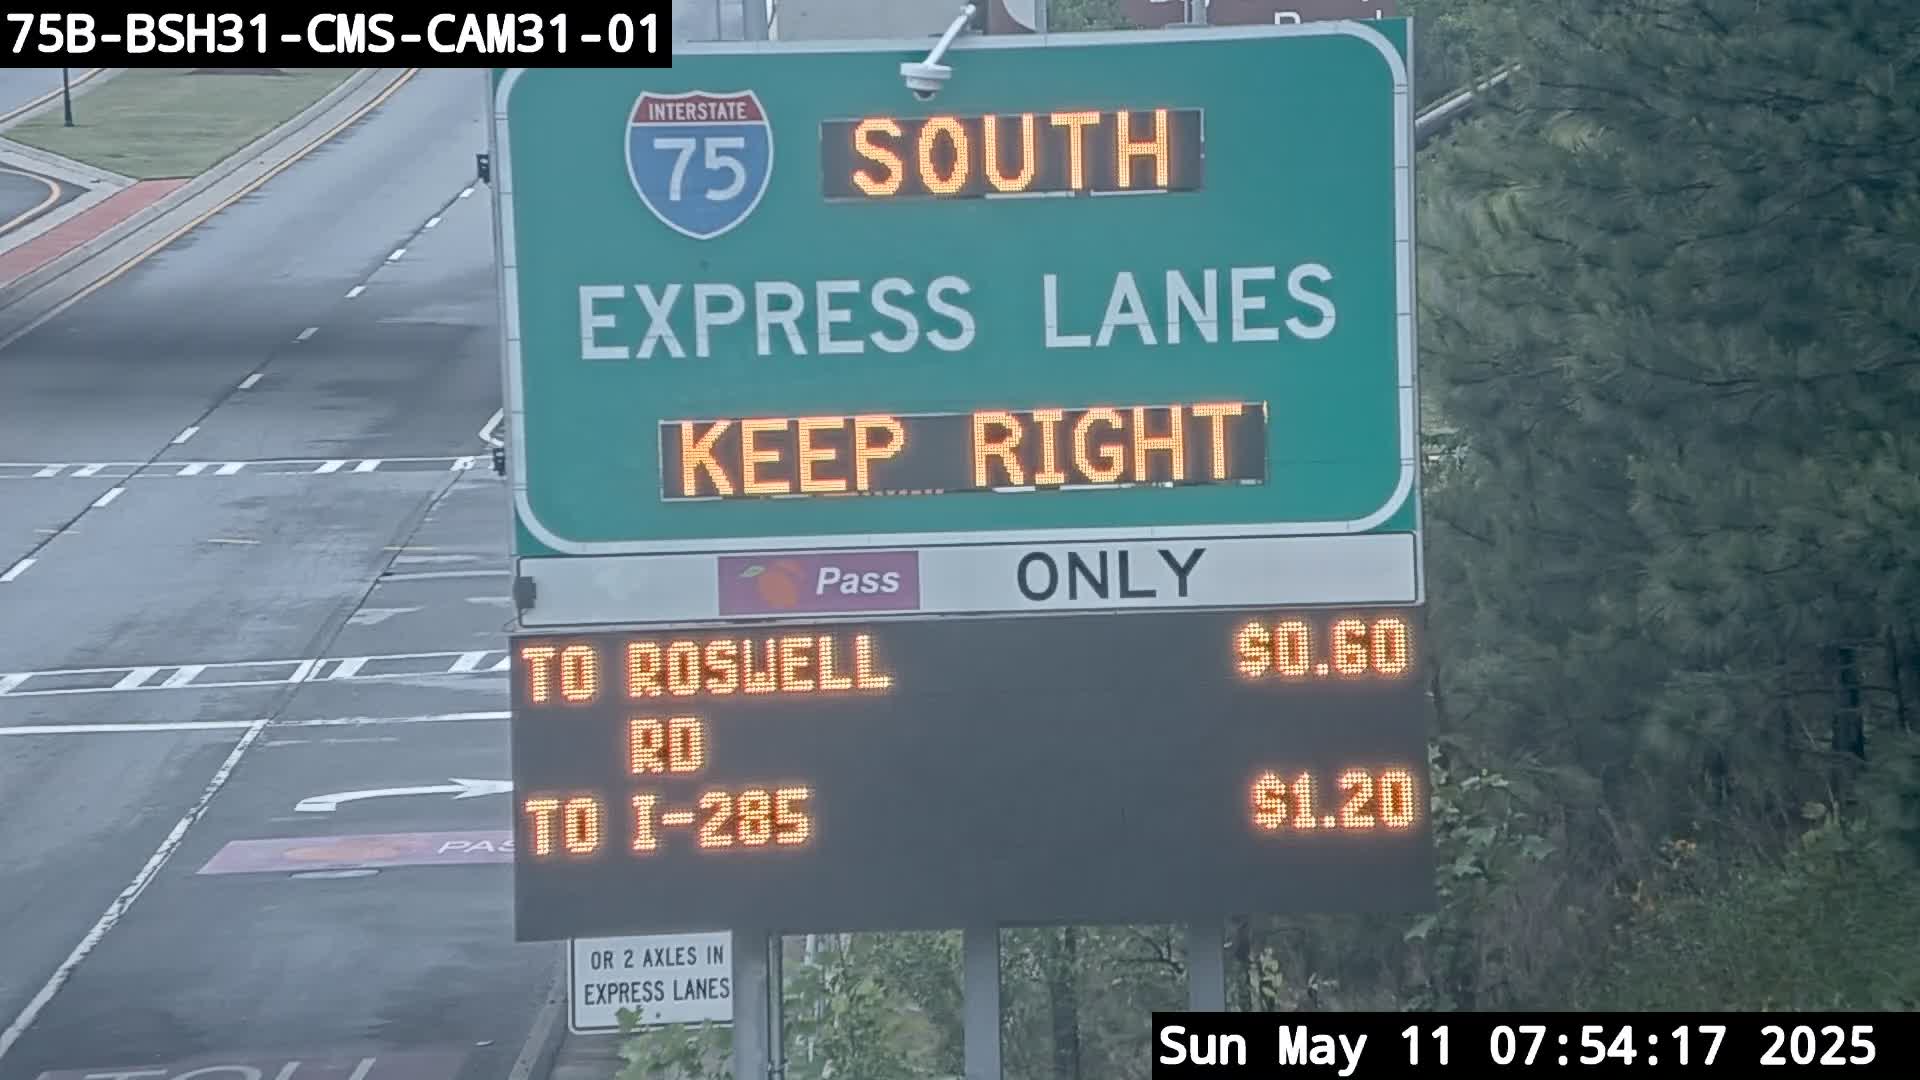 75B-BSH31-CMS-CAM31-01
INTERSTATE
75
SOUTH
EXPRESS LANES
KEEP RIGHT
Pass ONLY
TO ROSWELL $0.60
RD
TO I-285 $1.20
PAS
OR 2 AXLES IN
EXPRESS LANES
Sun May 11 07:54:17 2025